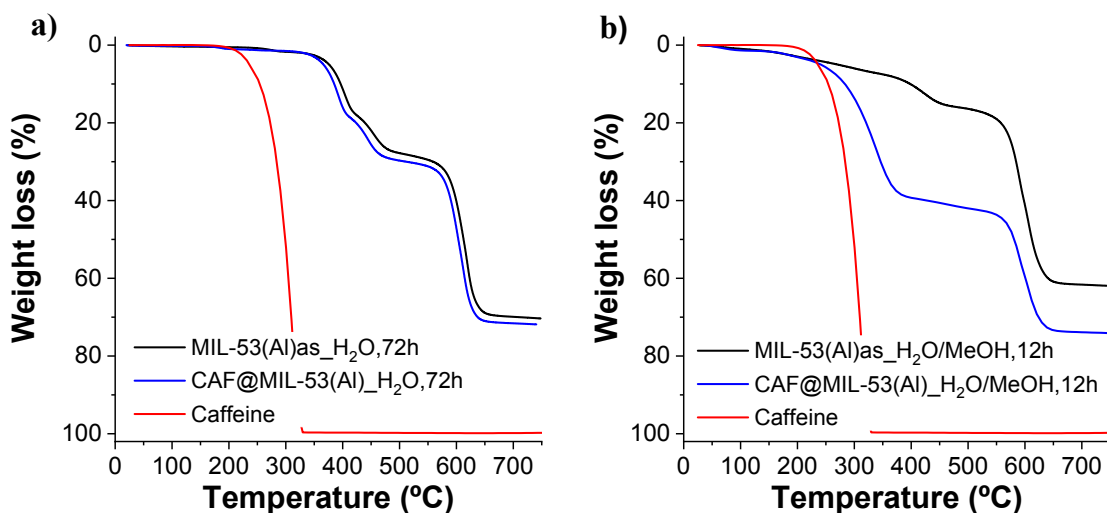 a)
Weight loss (%)
0
20
40
60
80
100
MIL-53(Al)as_H₂O,72h
CAF@MIL-53(Al)_H₂O,72h
Caffeine
0 100 200 300 400 500 600 700
Temperature (ºC)
b)
Weight loss (%)
0
20
40
60
80
100
MIL-53(Al)as_H₂O/MeOH,12h
CAF@MIL-53(Al)_H₂O/MeOH,12h
Caffeine
0 100 200 300 400 500 600 700
Temperature (ºC)